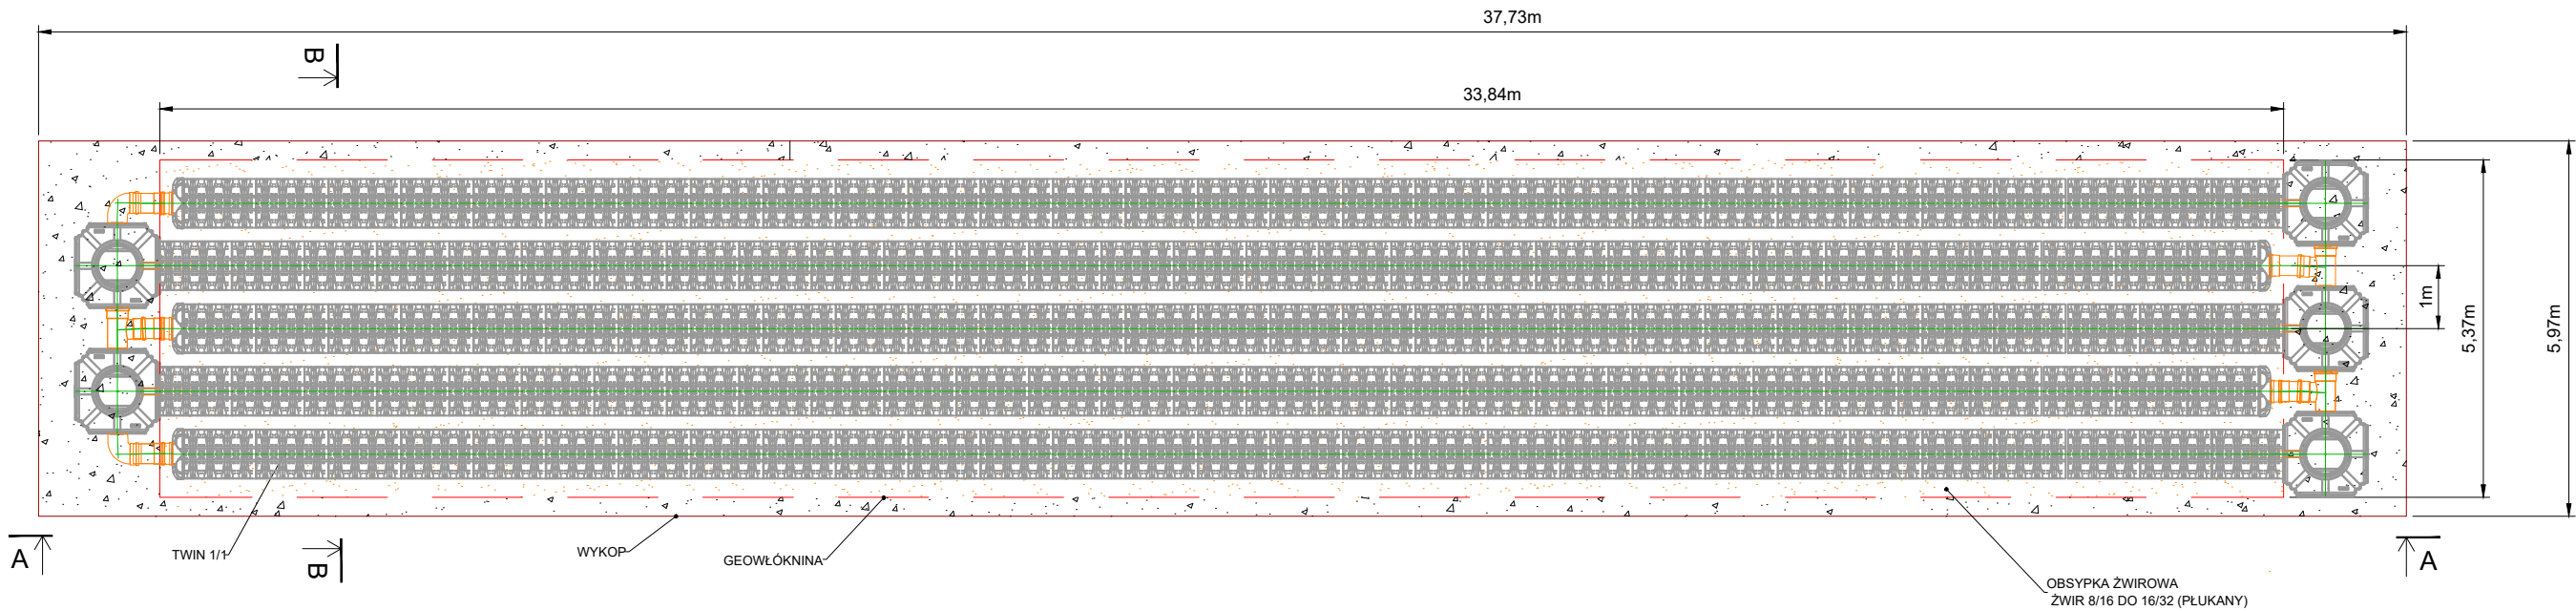 37,73m
B
33,84m
1m
5,37m
5,97m
A
TWIN 1/1
B
WYKOP
GEOWŁÓKNINA
A
OBSYPKA ŻWIROWA
ŻWIR 8/16 DO 16/32 (PŁUKANY)